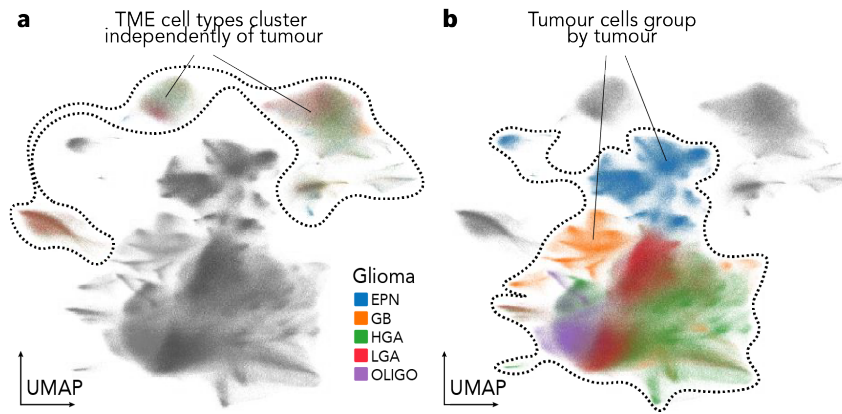 a
TME cell types cluster
independently of tumour
Glioma
EPN
GB
HGA
LGA
OLIGO
UMAP
b
Tumour cells group
by tumour
UMAP